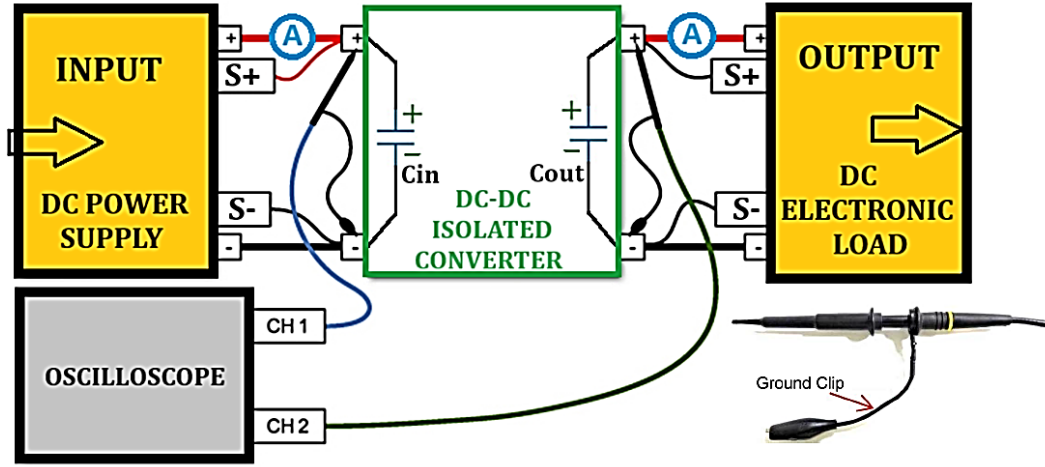 INPUT
DC POWER
SUPPLY
+
S+
S-
-
A
+
-
+
−
Cin
DC-DC
ISOLATED
CONVERTER
+
−
Cout
+
-
A
+
S+
S-
-
OUTPUT
DC
ELECTRONIC
LOAD
OSCILLOSCOPE
CH 1
CH 2
Ground Clip